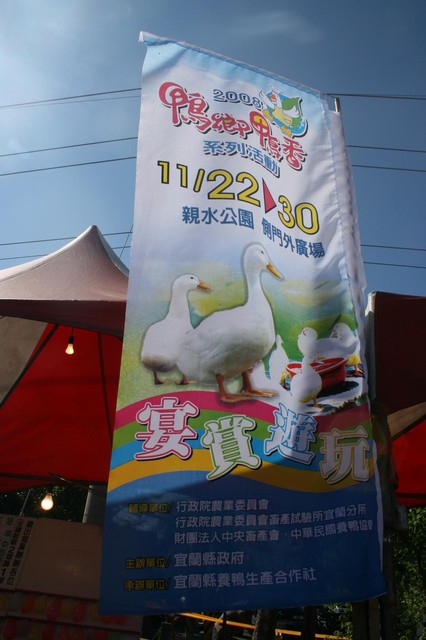 2008
鴨鄉鴨香
系列活動
11/22▶30
親水公園 側門外廣場
宴賞遊玩
輔導單位：行政院農業委員會
行政院農業委員會畜產試驗所宜蘭分所
財團法人中央畜產會、中華民國養鴨協會
主辦單位：宜蘭縣政府
承辦單位：宜蘭縣養鴨生產合作社